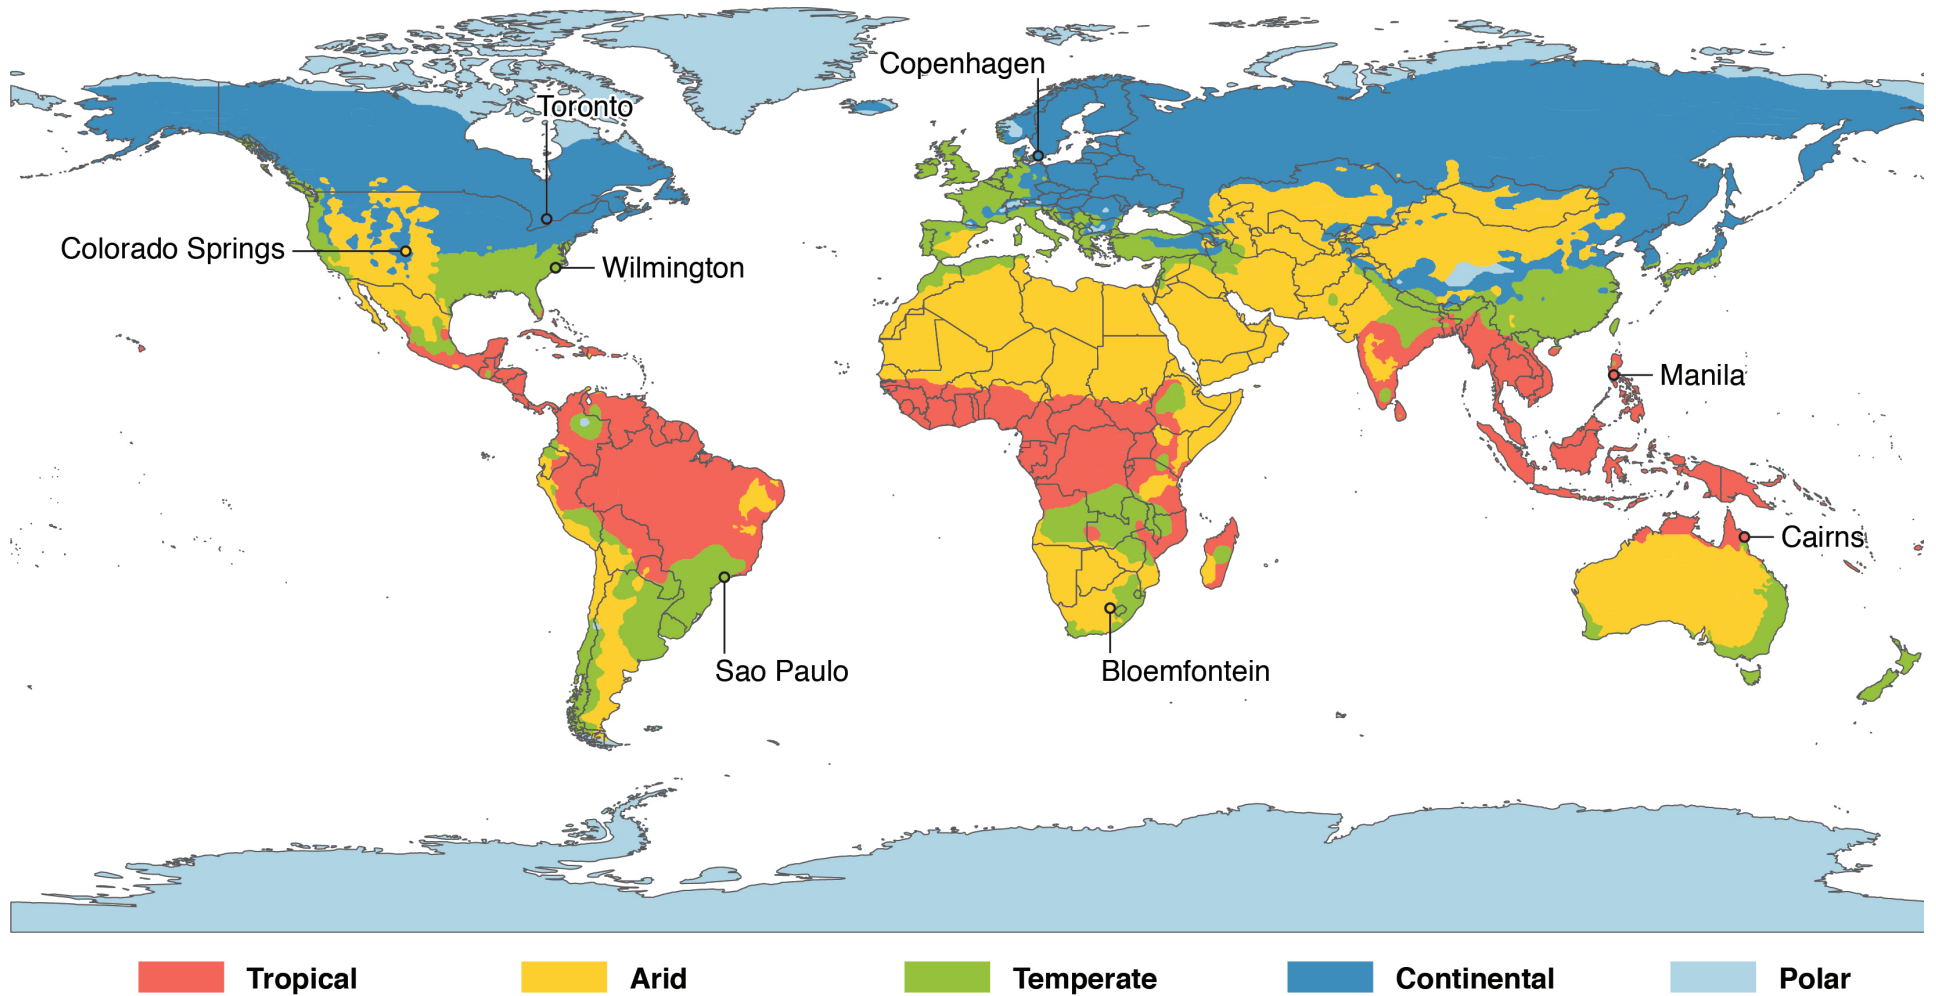 Copenhagen
Toronto
Colorado Springs
Wilmington
Manila
Cairns
Sao Paulo
Bloemfontein
Tropical
Arid
Temperate
Continental
Polar